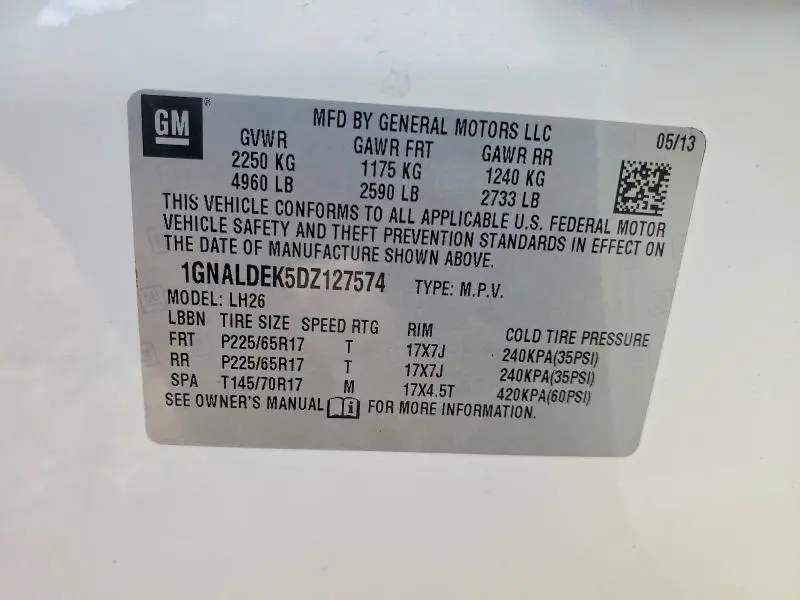 GM ® MFD BY GENERAL MOTORS LLC 05/13
GVWR GAWR FRT GAWR RR
2250 KG 1175 KG 1240 KG
4960 LB 2590 LB 2733 LB
THIS VEHICLE CONFORMS TO ALL APPLICABLE U.S. FEDERAL MOTOR
VEHICLE SAFETY AND THEFT PREVENTION STANDARDS IN EFFECT ON
THE DATE OF MANUFACTURE SHOWN ABOVE.
1GNALDEK5DZ127574 TYPE: M.P.V.
MODEL: LH26
LBBN TIRE SIZE SPEED RTG RIM COLD TIRE PRESSURE
FRT P225/65R17 T 17X7J 240KPA(35PSI)
RR P225/65R17 T 17X7J 240KPA(35PSI)
SPA T145/70R17 M 17X4.5T 420KPA(60PSI)
SEE OWNER'S MANUAL i FOR MORE INFORMATION.